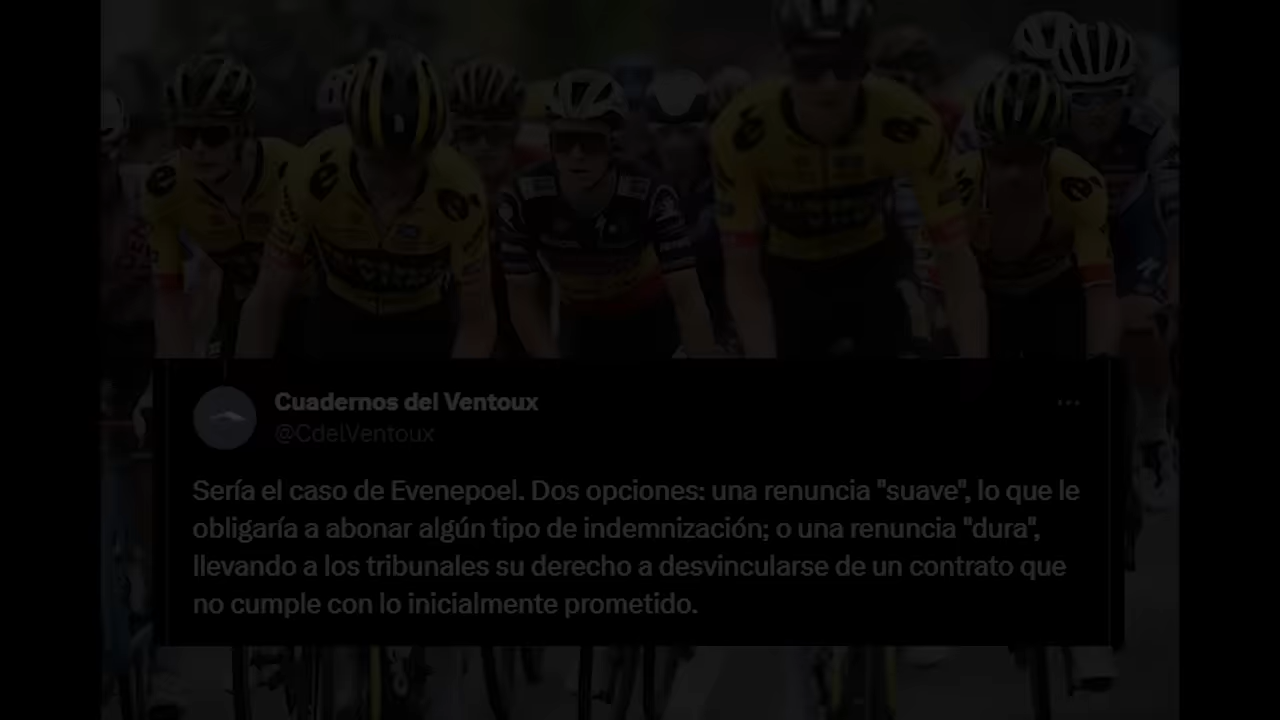 Cuadernos del Ventoux
@CdelVentoux
Sería el caso de Evenepoel. Dos opciones: una renuncia "suave", lo que le
obligaría a abonar algún tipo de indemnización; o una renuncia "dura",
llevando a los tribunales su derecho a desvincularse de un contrato que
no cumple con lo inicialmente prometido.